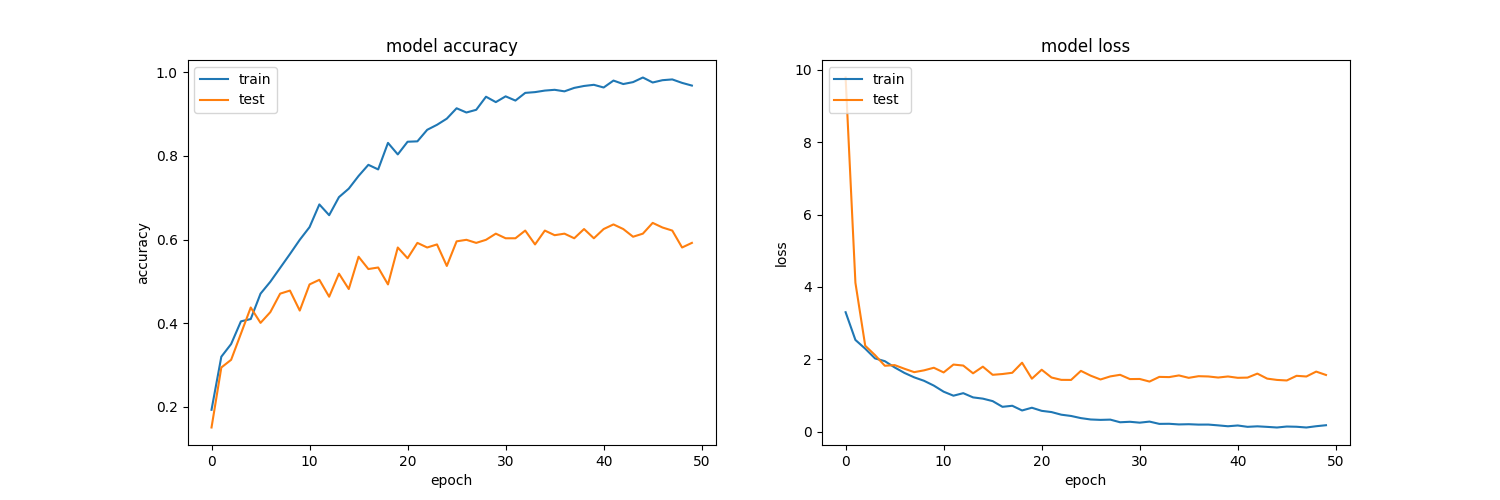 model accuracy
train
test
1.0
0.8
0.6
0.4
0.2
accuracy
0 10 20 30 40 50
epoch
model loss
train
test
10
8
6
4
2
0
loss
0 10 20 30 40 50
epoch